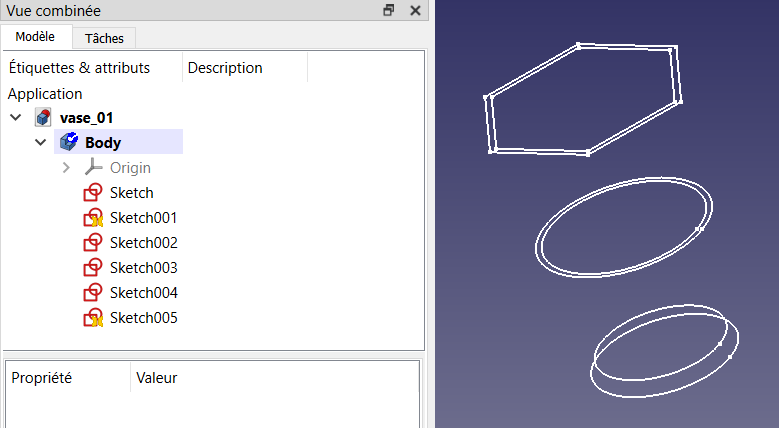 Vue combinée
Modèle
Tâches
Étiquettes & attributs
Description
Application
vase_01
Body
Origin
Sketch
Sketch001
Sketch002
Sketch003
Sketch004
Sketch005
Propriété
Valeur